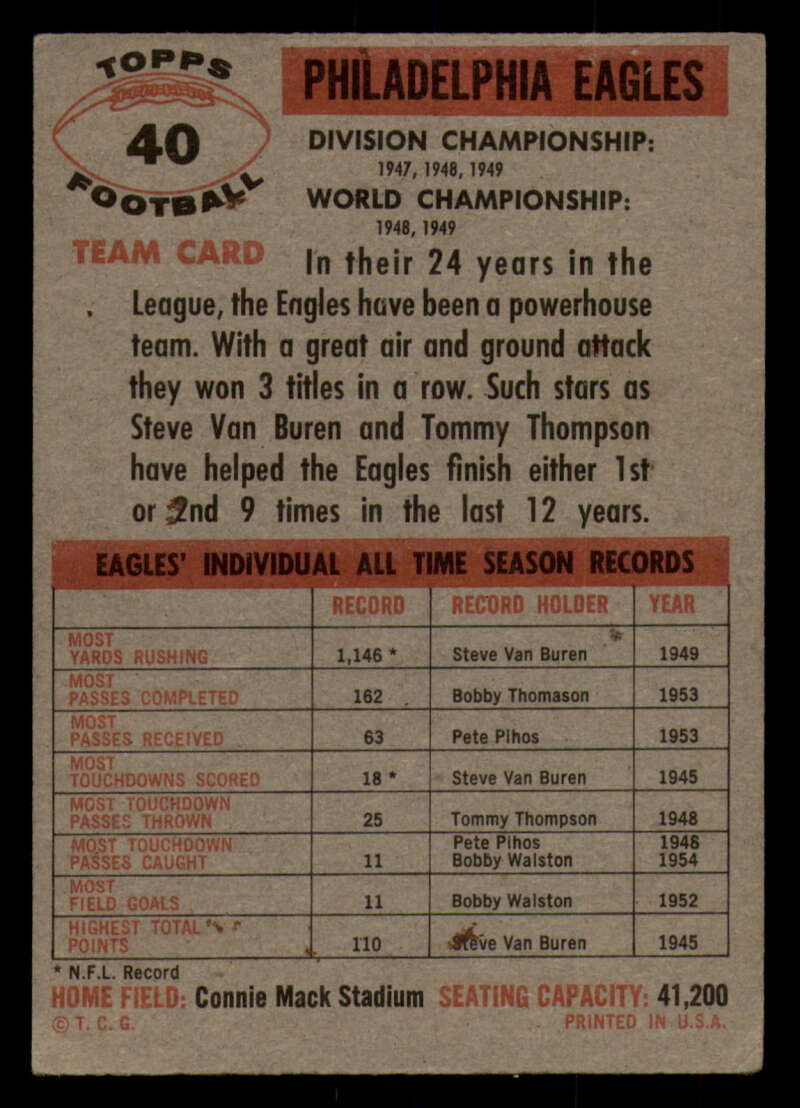 TOPPS
40
FOOTBALL
TEAM CARD
PHILADELPHIA EAGLES
DIVISION CHAMPIONSHIP:
1947, 1948, 1949
WORLD CHAMPIONSHIP:
1948, 1949
In their 24 years in the
League, the Eagles have been a powerhouse
team. With a great air and ground attack
they won 3 titles in a row. Such stars as
Steve Van Buren and Tommy Thompson
have helped the Eagles finish either 1st
or 2nd 9 times in the last 12 years.
EAGLES' INDIVIDUAL ALL TIME SEASON RECORDS
RECORD RECORD HOLDER YEAR
MOST
YARDS RUSHING 1,146 * Steve Van Buren 1949
MOST
PASSES COMPLETED 162 Bobby Thomason 1953
MOST
PASSES RECEIVED 63 Pete Pihos 1953
MOST
TOUCHDOWNS SCORED 18 * Steve Van Buren 1945
MOST TOUCHDOWN
PASSES THROWN 25 Tommy Thompson 1948
MOST TOUCHDOWN Pete Pihos 1948
PASSES CAUGHT 11 Bobby Walston 1954
MOST
FIELD GOALS 11 Bobby Walston 1952
HIGHEST TOTAL
POINTS 110 Steve Van Buren 1945
* N.F.L. Record
HOME FIELD: Connie Mack Stadium SEATING CAPACITY: 41,200
© T. C. G. PRINTED IN U.S.A.